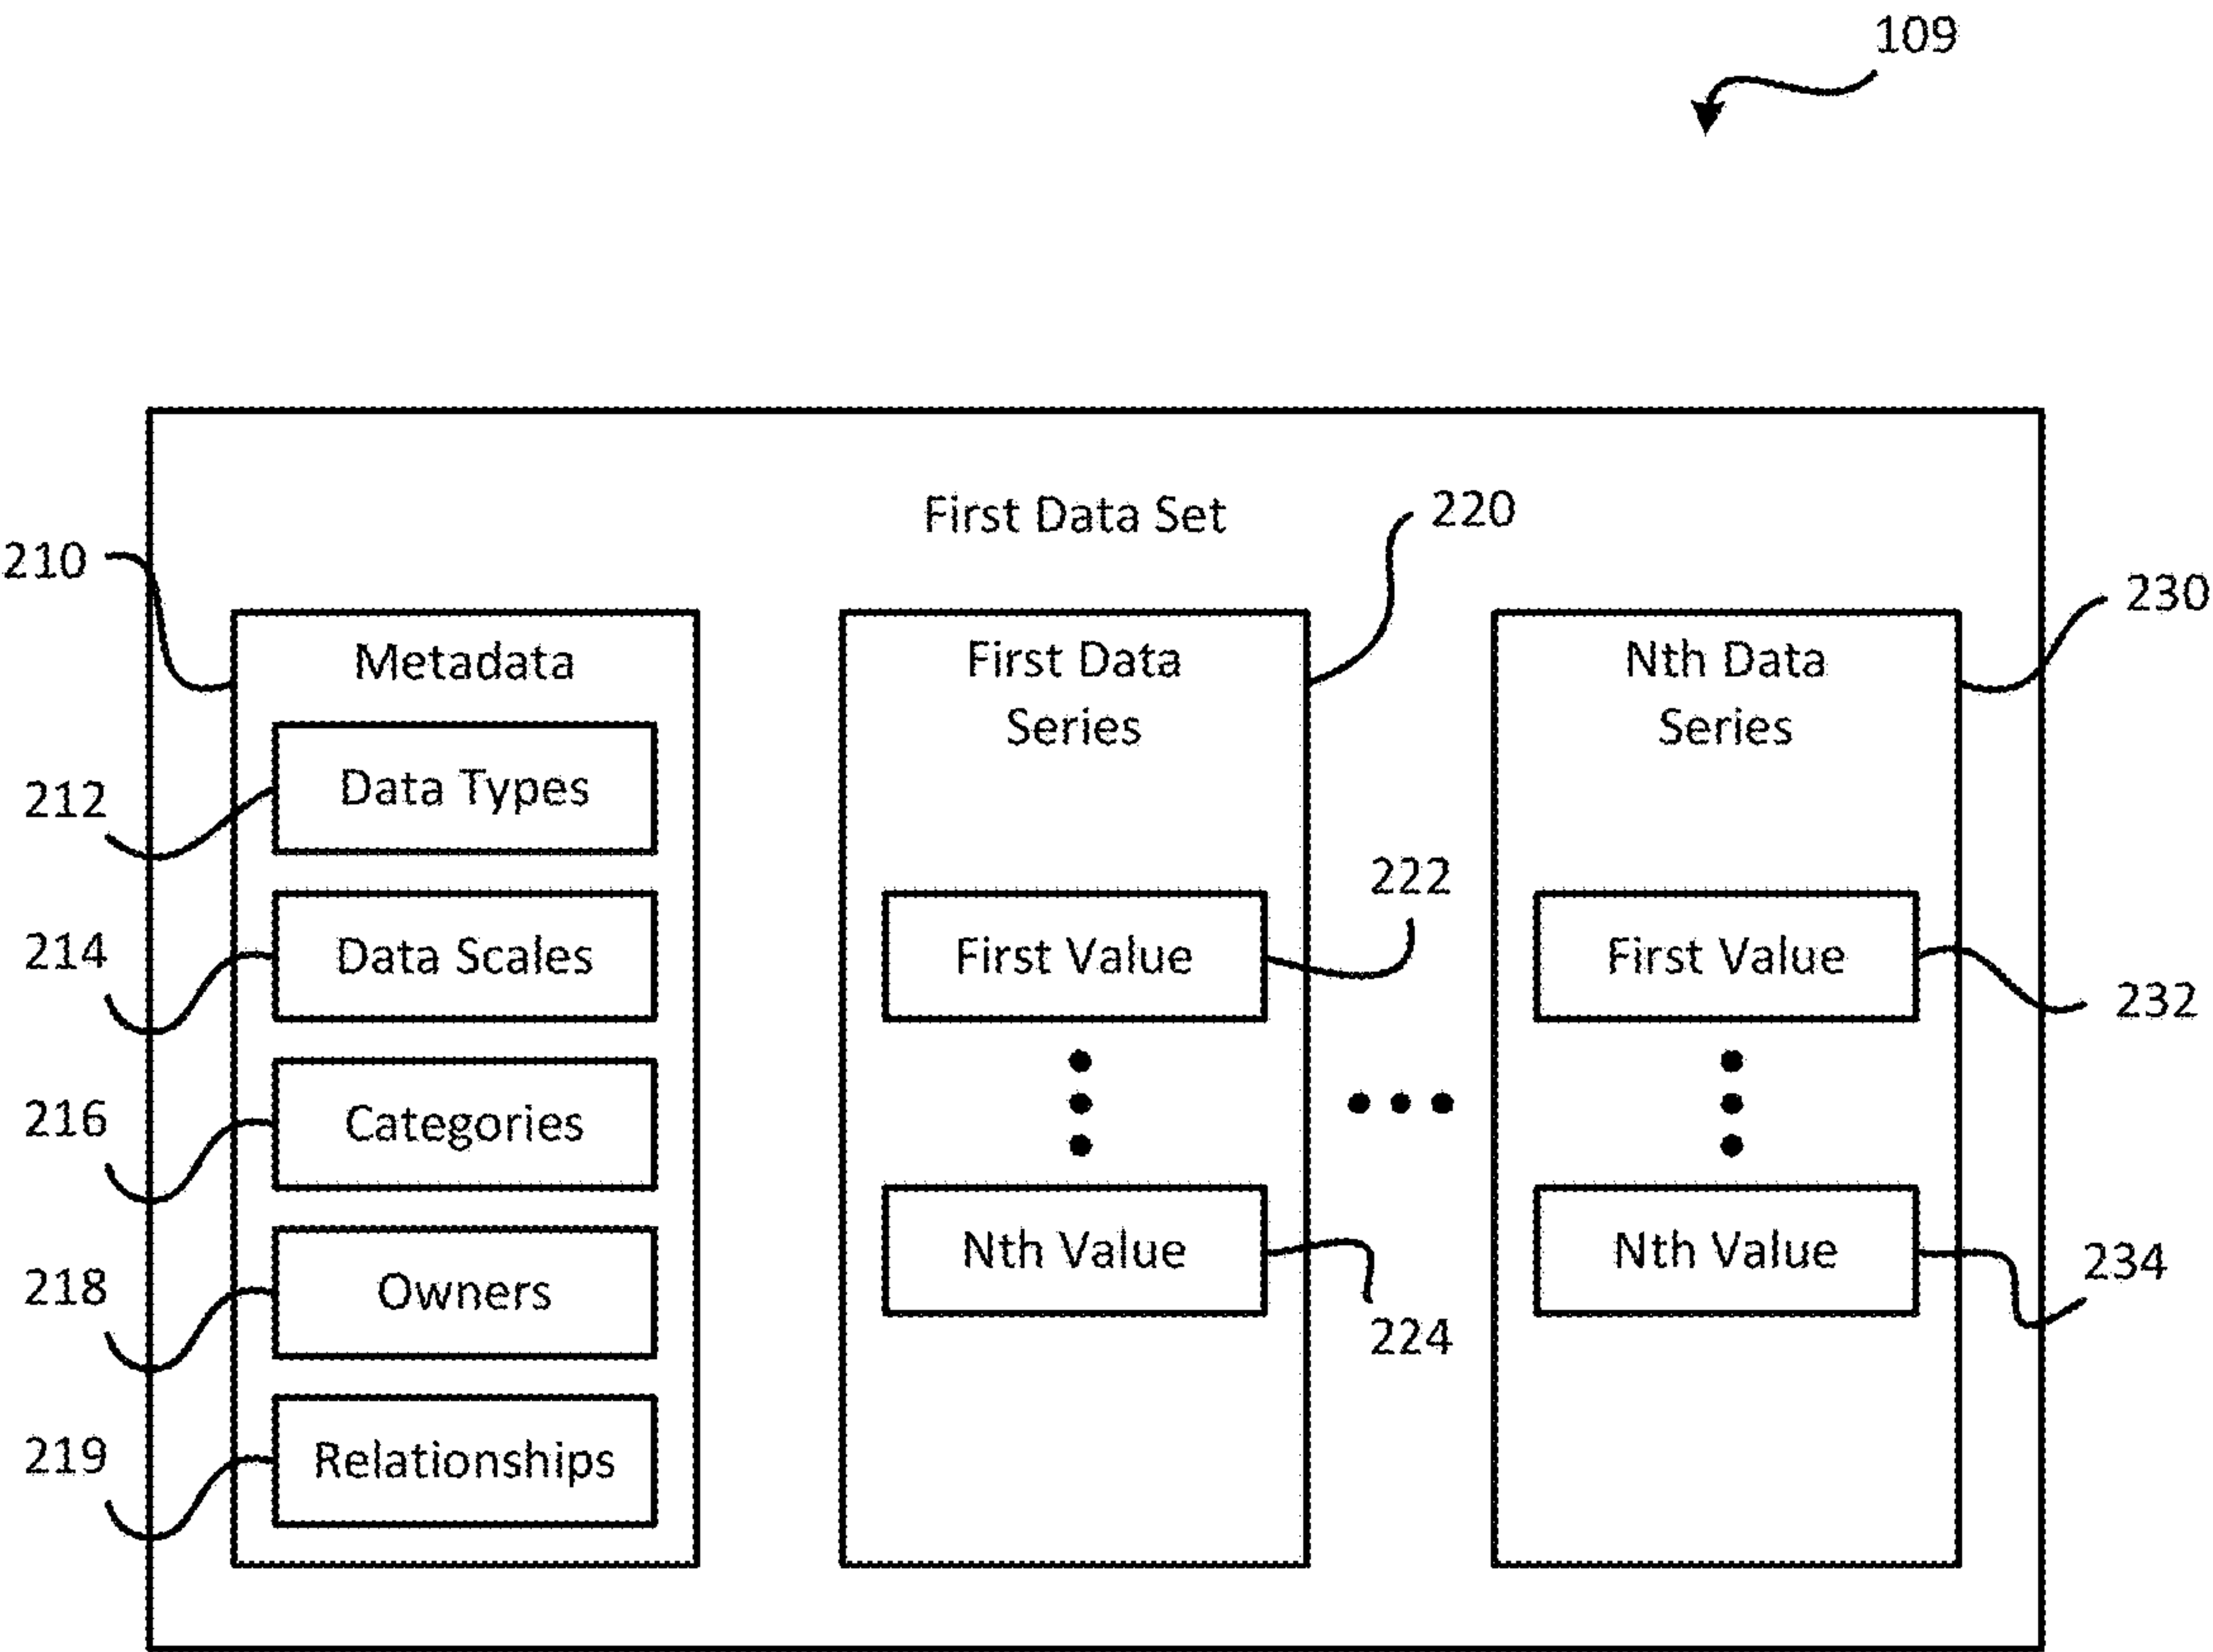 109
First Data Set
220
210
230
Metadata
First Data
Series
Nth Data
Series
212
Data Types
222
214
Data Scales
First Value
First Value
232
216
Categories
218
Owners
Nth Value
Nth Value
234
224
219
Relationships